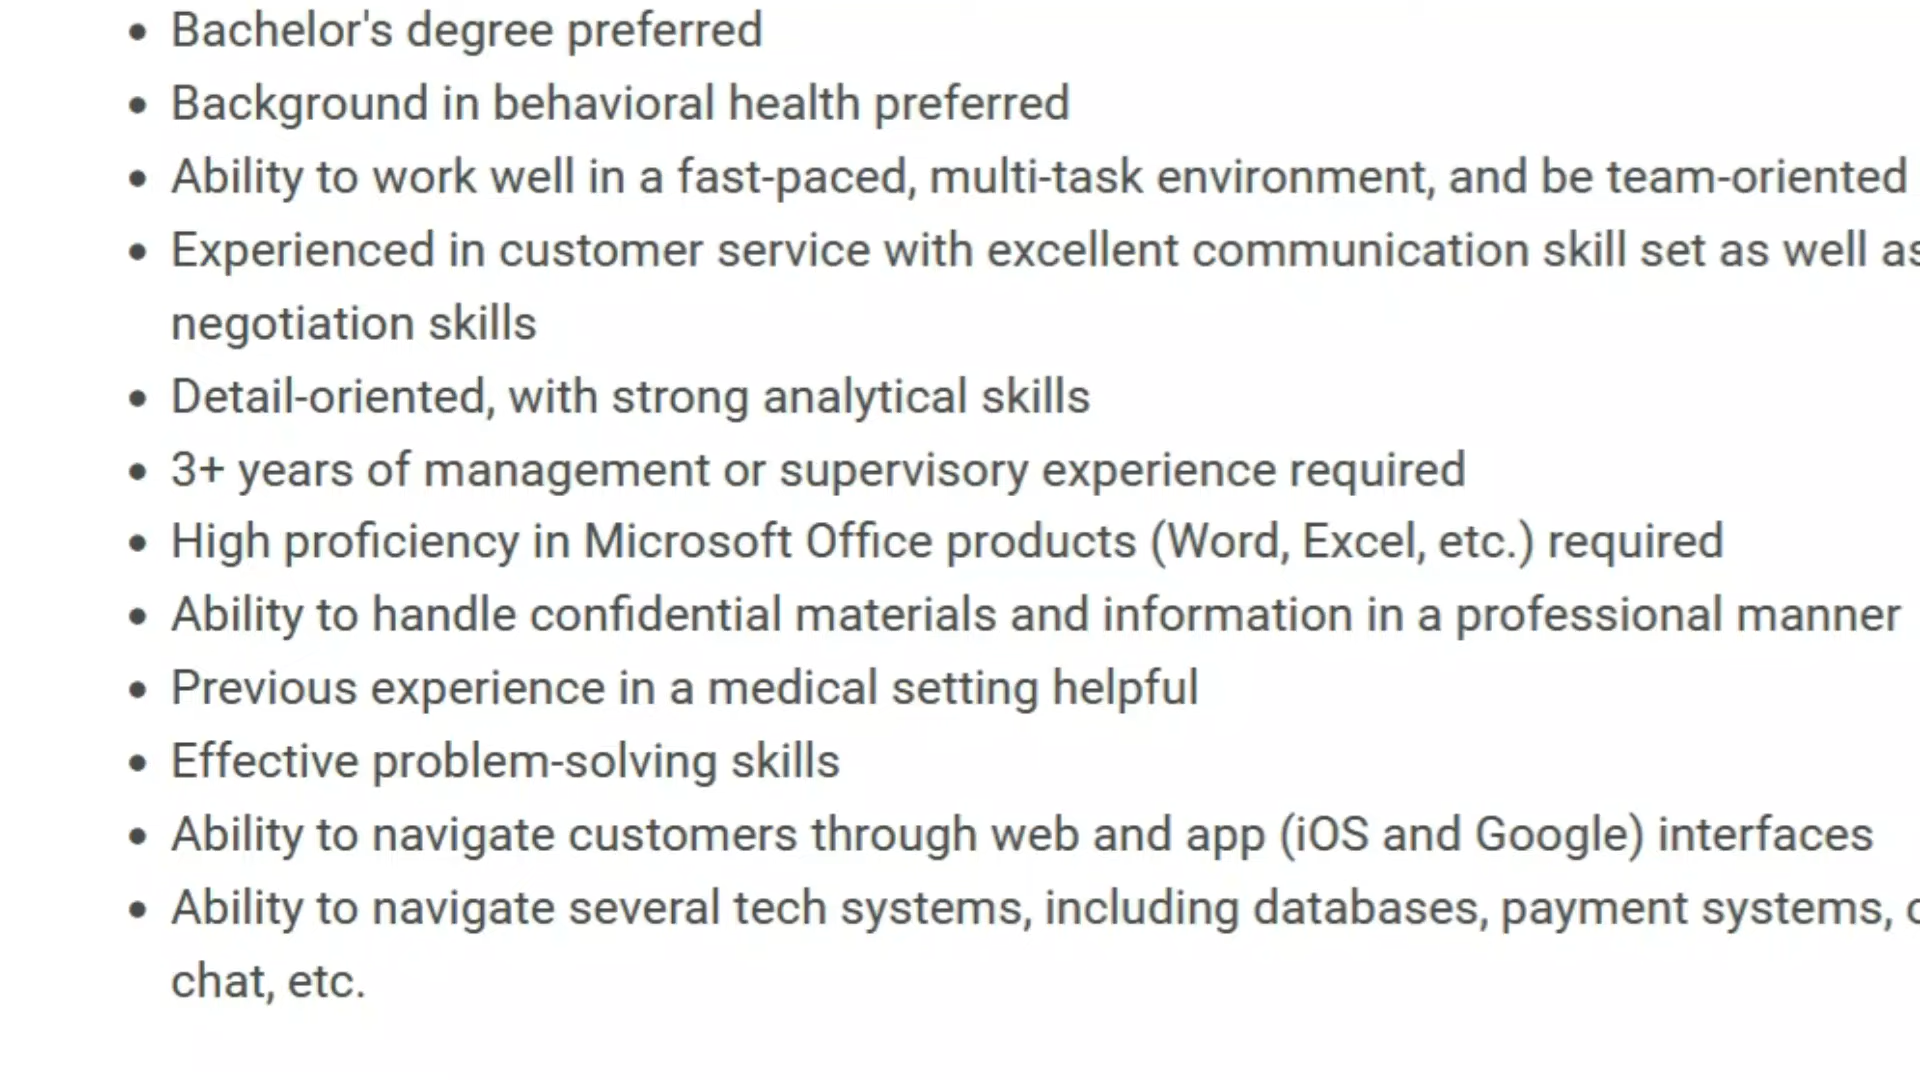 • Bachelor's degree preferred
• Background in behavioral health preferred
• Ability to work well in a fast-paced, multi-task environment, and be team-oriented
• Experienced in customer service with excellent communication skill set as well as
negotiation skills
• Detail-oriented, with strong analytical skills
• 3+ years of management or supervisory experience required
• High proficiency in Microsoft Office products (Word, Excel, etc.) required
• Ability to handle confidential materials and information in a professional manner
• Previous experience in a medical setting helpful
• Effective problem-solving skills
• Ability to navigate customers through web and app (iOS and Google) interfaces
• Ability to navigate several tech systems, including databases, payment systems,
chat, etc.